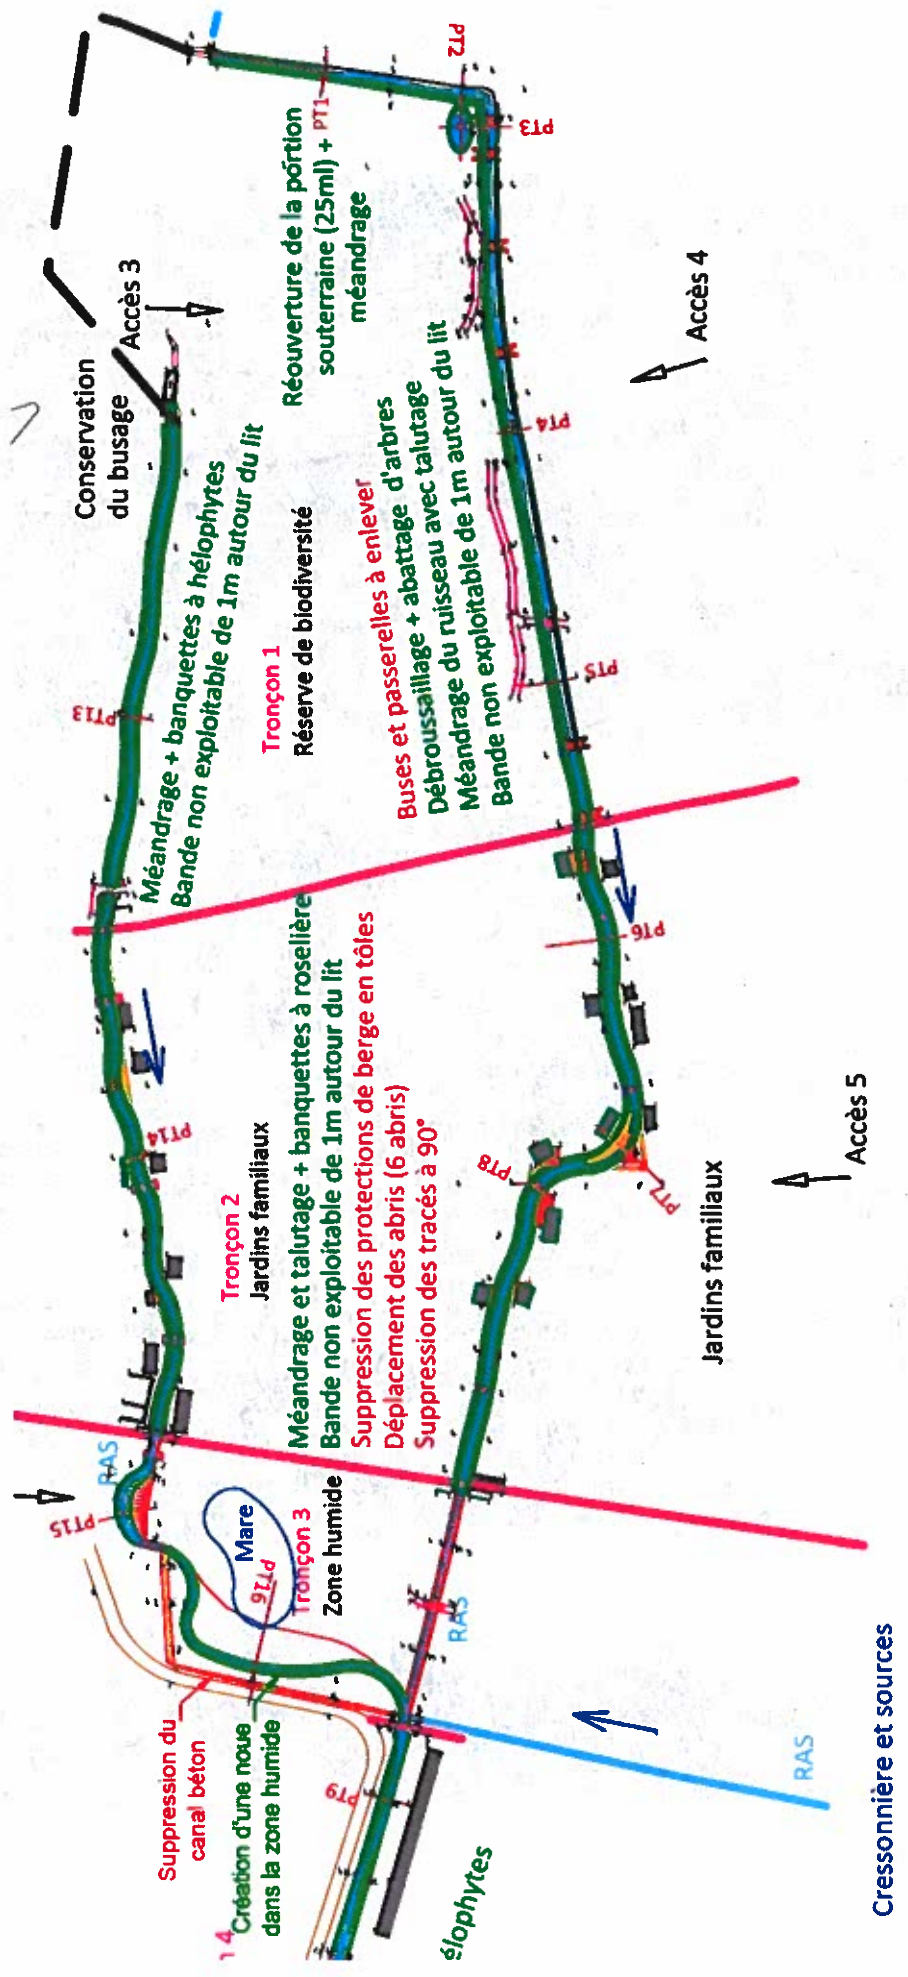 Suppression du
canal béton
14
Création d'une noue
dans la zone humide
élophytes
PT9
PT15
RAS
Mare
PT16
Tronçon 3
Zone humide
RAS
RAS
Cressonnière et sources
PT14
Tronçon 2
Jardins familiaux
Méandrage et talutage + banquettes à roselière
Bande non exploitable de 1m autour du lit
Suppression des protections de berge en tôles
Déplacement des abris (6 abris)
Suppression des tracés à 90°
PT8
PT7
PT6
Jardins familiaux
Accès 5
PT13
Méandrage + banquettes à hélophytes
Bande non exploitable de 1m autour du lit
Conservation
du busage
Accès 3
Tronçon 1
Réserve de biodiversité
Réouverture de la portion
souterraine (25ml) +
méandrage
PT1
PT2
PT3
Buses et passerelles à enlever
Débroussaillage + abattage d'arbres
Méandrage du ruisseau avec talutage
Bande non exploitable de 1m autour du lit
PT4
PT5
Accès 4